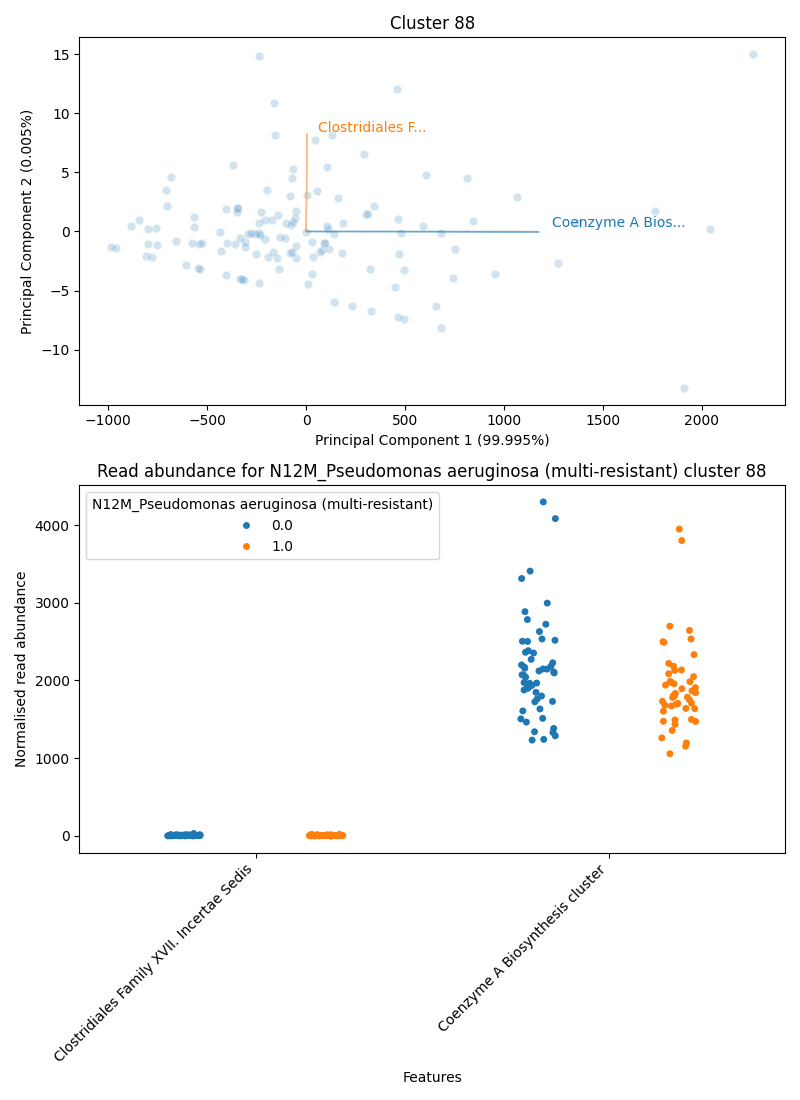 Cluster 88
15
10
5
0
−5
−10
Principal Component 2 (0.005%)
Clostridiales F...
Coenzyme A Bios...
−1000
−500
0
500
1000
1500
2000
Principal Component 1 (99.995%)
Read abundance for N12M_Pseudomonas aeruginosa (multi-resistant) cluster 88
N12M_Pseudomonas aeruginosa (multi-resistant)
0.0
1.0
4000
3000
2000
1000
0
Normalised read abundance
Clostridiales Family XVII. Incertae Sedis
Coenzyme A Biosynthesis cluster
Features